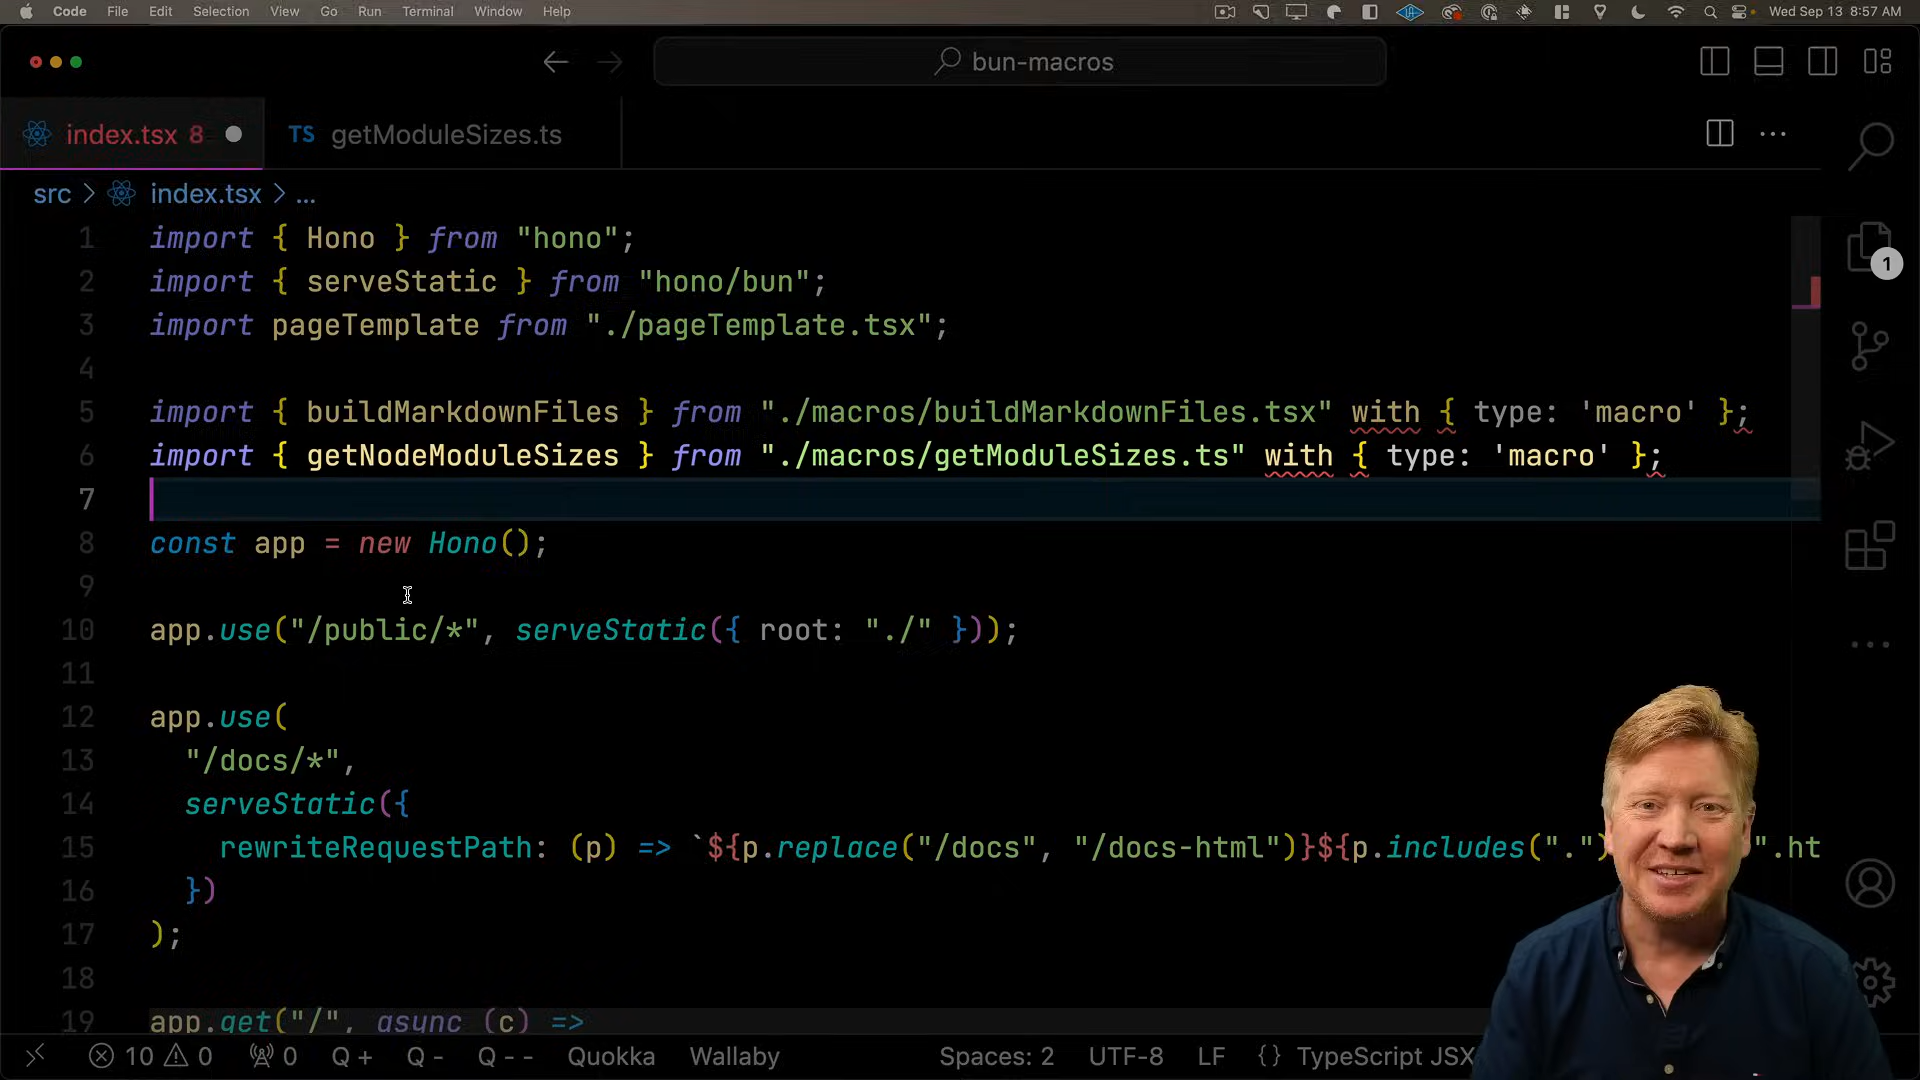 Code File Edit Selection View Go Run Terminal Window Help Wed Sep 13 8:57 AM
bun-macros
index.tsx 8 TS getModuleSizes.ts
src > index.tsx > ...
1 import { Hono } from "hono";
2 import { serveStatic } from "hono/bun";
3 import pageTemplate from "./pageTemplate.tsx";
4
5 import { buildMarkdownFiles } from "./macros/buildMarkdownFiles.tsx" with { type: 'macro' };
6 import { getNodeModuleSizes } from "./macros/getModuleSizes.ts" with { type: 'macro' };
7
8 const app = new Hono();
9
10 app.use("/public/*", serveStatic({ root: "./" }));
11
12 app.use(
13 "/docs/*",
14 serveStatic({
15 rewriteRequestPath: (p) => `${p.replace("/docs", "/docs-html")}${p.includes(".") ".ht
16 })
17 );
18
19 app.get("/", async (c) =>
1
10 0 0 Q + Q - Q - - Quokka Wallaby Spaces: 2 UTF-8 LF {} TypeScript JSX